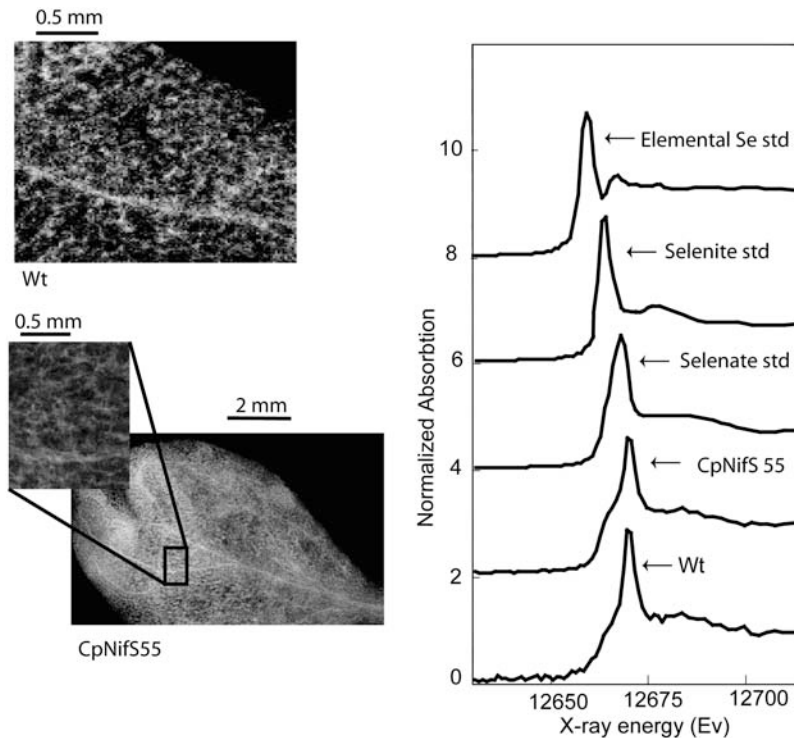 0.5 mm
Wt
0.5 mm
2 mm
CpNifS55
10
8
6
4
2
0
Normalized Absorbtion
Elemental Se std
Selenite std
Selenate std
CpNifS 55
Wt
12650 12675 12700
X-ray energy (Ev)